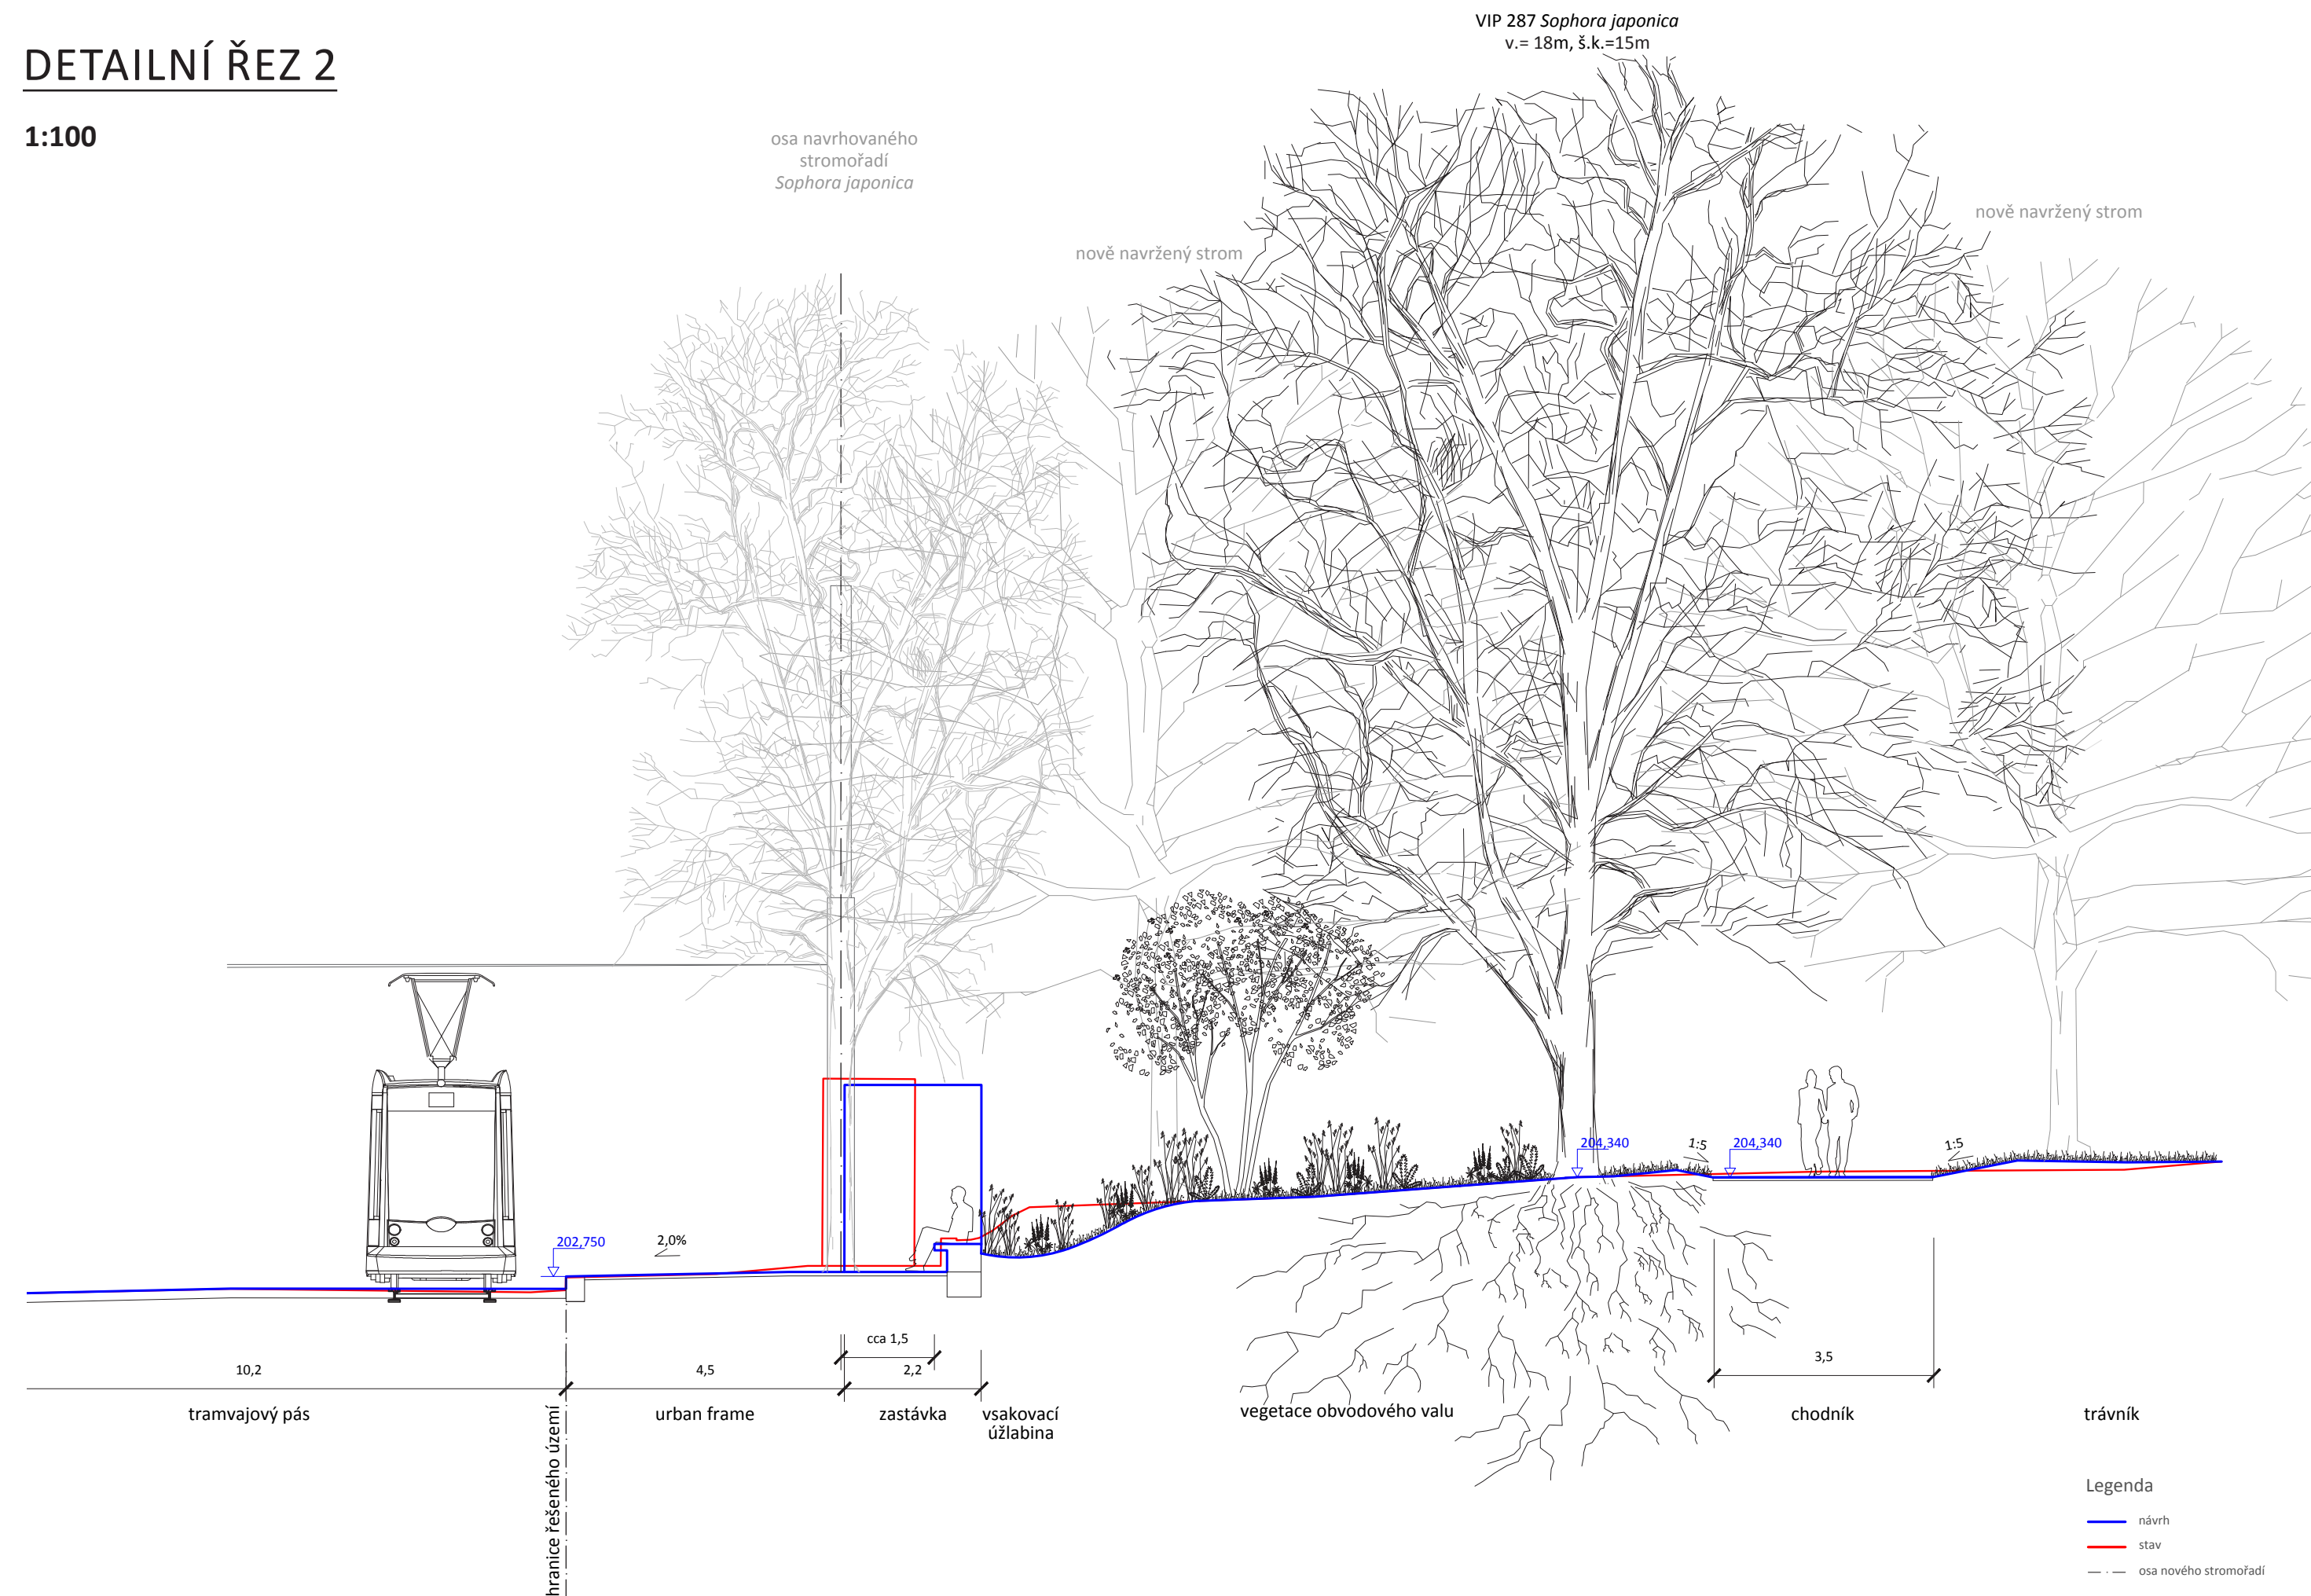 VIP 287 Sophora japonica
v.= 18m, š.k.=15m
DETAILNÍ ŘEZ 2
1:100
osa navrhovaného
stromořadí
Sophora japonica
nově navržený strom
nově navržený strom
204,340
1:5
204,340
1:5
202,750
2,0%
cca 1,5
10,2
4,5
2,2
3,5
tramvajový pás
urban frame
zastávka
vsakovací
úžlabina
vegetace obvodového valu
chodník
trávník
hranice řešeného území
Legenda
návrh
stav
osa nového stromořadí